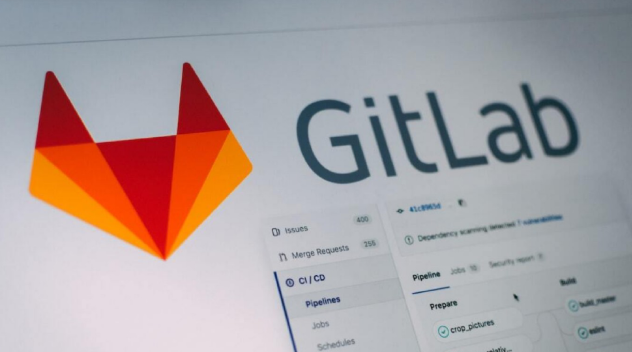 GitLab
Issues 400
Merge Requests 255
CI / CD
Pipelines
Jobs
Schedules
41c8965d
Dependency scanning detected 7 vulnerabilities
Pipeline Jobs 10 Security report
Prepare
crop_pictures
Build
build_master
eslint